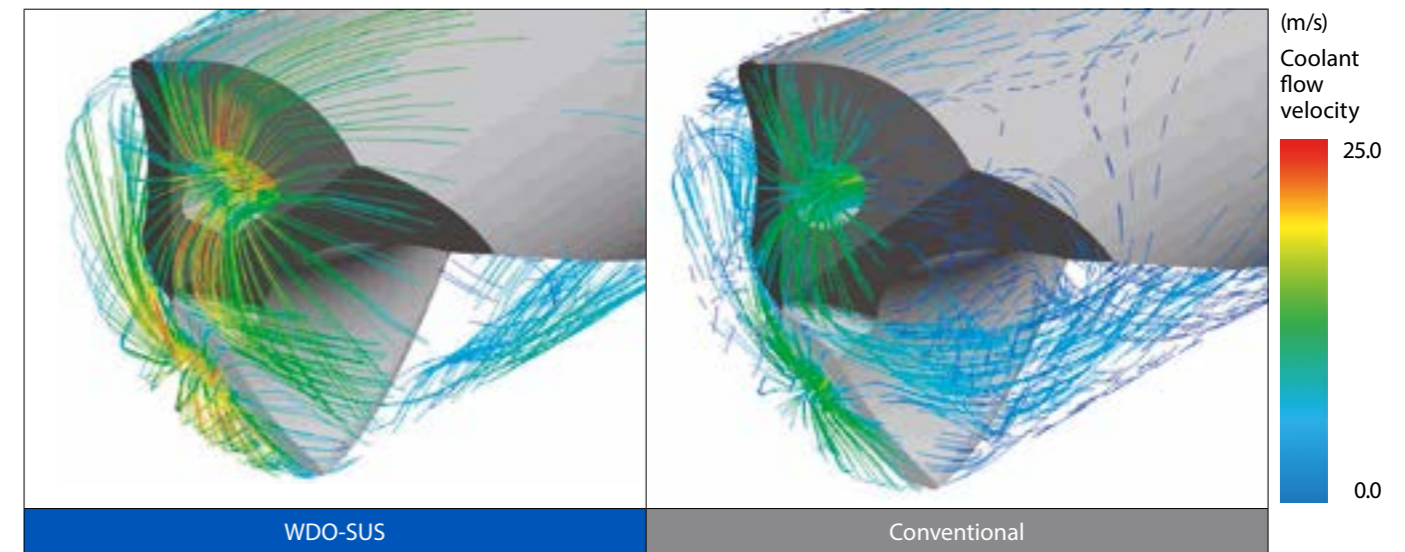 (m/s)
Coolant
flow
velocity
25.0
0.0
WDO-SUS
Conventional